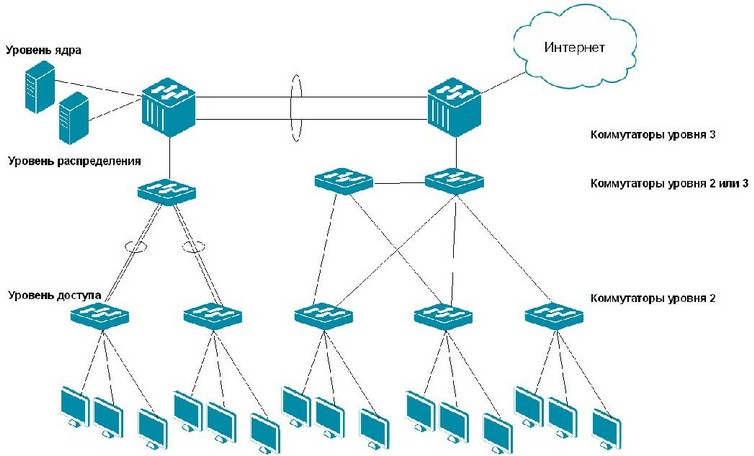 Уровень ядра
Интернет
Коммутаторы уровня 3
Уровень распределения
Коммутаторы уровня 2 или 3
Уровень доступа
Коммутаторы уровня 2